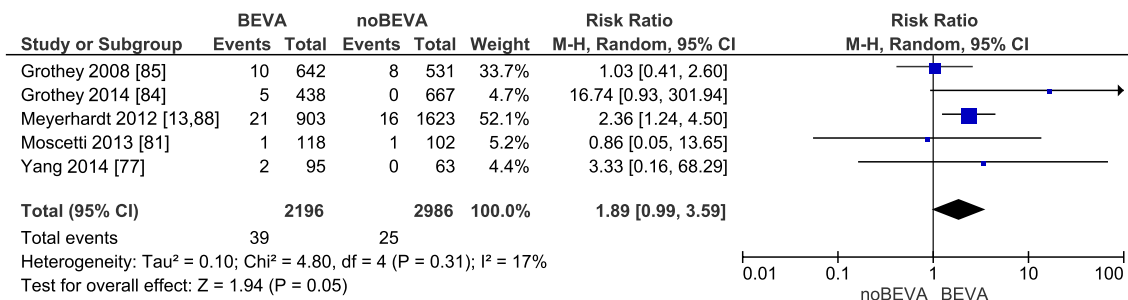 BEVA noBEVA Risk Ratio Risk Ratio
Study or Subgroup Events Total Events Total Weight M-H, Random, 95% CI M-H, Random, 95% CI
Grothey 2008 [85] 10 642 8 531 33.7% 1.03 [0.41, 2.60]
Grothey 2014 [84] 5 438 0 667 4.7% 16.74 [0.93, 301.94]
Meyerhardt 2012 [13,88] 21 903 16 1623 52.1% 2.36 [1.24, 4.50]
Moscetti 2013 [81] 1 118 1 102 5.2% 0.86 [0.05, 13.65]
Yang 2014 [77] 2 95 0 63 4.4% 3.33 [0.16, 68.29]
Total (95% CI) 2196 2986 100.0% 1.89 [0.99, 3.59]
Total events 39 25
Heterogeneity: Tau² = 0.10; Chi² = 4.80, df = 4 (P = 0.31); I² = 17%
Test for overall effect: Z = 1.94 (P = 0.05)
0.01 0.1 1 10 100
noBEVA BEVA